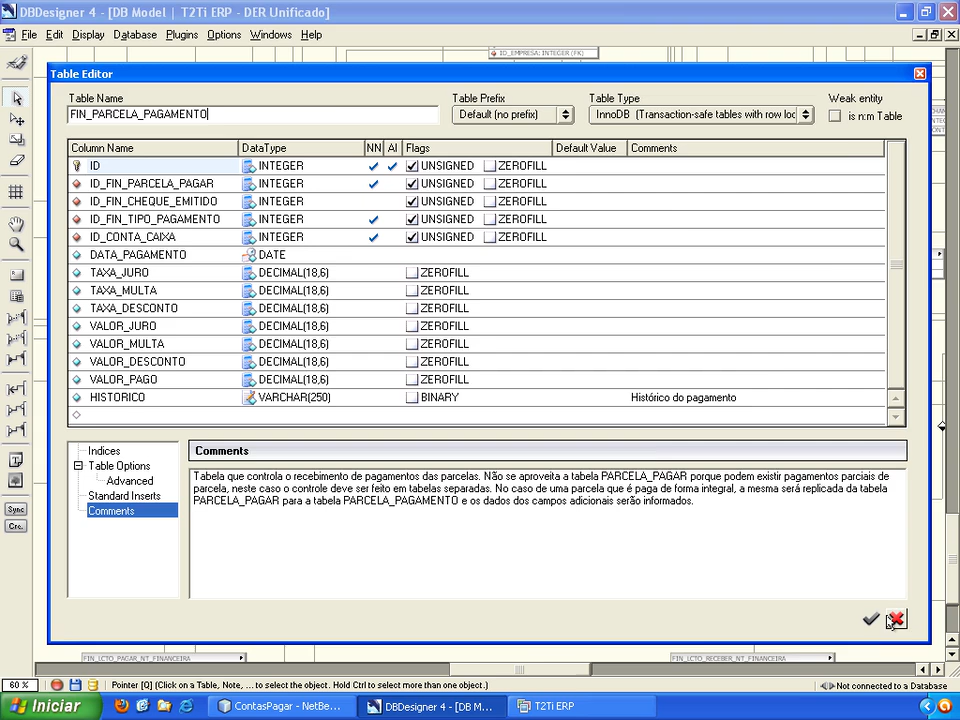 DBDesigner 4 - [DB Model | T2Ti ERP - DER Unificado]
File Edit Display Database Plugins Options Windows Help
ID_EMPRESA: INTEGER (FK)
Table Editor
Table Name
Table Prefix
Table Type
Weak entity
FIN_PARCELA_PAGAMENTO
Default (no prefix)
InnoDB (Transaction-safe tables with row loc
is n:m Table
Column Name DataType NN AI Flags Default Value Comments
ID INTEGER UNSIGNED ZEROFILL
ID_FIN_PARCELA_PAGAR INTEGER UNSIGNED ZEROFILL
ID_FIN_CHEQUE_EMITIDO INTEGER UNSIGNED ZEROFILL
ID_FIN_TIPO_PAGAMENTO INTEGER UNSIGNED ZEROFILL
ID_CONTA_CAIXA INTEGER UNSIGNED ZEROFILL
DATA_PAGAMENTO DATE
TAXA_JURO DECIMAL(18,6) ZEROFILL
TAXA_MULTA DECIMAL(18,6) ZEROFILL
TAXA_DESCONTO DECIMAL(18,6) ZEROFILL
VALOR_JURO DECIMAL(18,6) ZEROFILL
VALOR_MULTA DECIMAL(18,6) ZEROFILL
VALOR_DESCONTO DECIMAL(18,6) ZEROFILL
VALOR_PAGO DECIMAL(18,6) ZEROFILL
HISTORICO VARCHAR(250) BINARY Histórico do pagamento
Indices
Table Options
Advanced
Standard Inserts
Comments
Comments
Tabela que controla o recebimento de pagamentos das parcelas. Não se aproveita a tabela PARCELA_PAGAR porque podem existir pagamentos parciais de
parcela, neste caso o controle deve ser feito em tabelas separadas. No caso de uma parcela que é paga de forma integral, a mesma será replicada da tabela
PARCELA_PAGAR para a tabela PARCELA_PAGAMENTO e os dados dos campos adicionais serão informados.
Sync
Cre.
FIN_LCTO_PAGAR_NT_FINANCEIRA
FIN_LCTO_RECEBER_NT_FINANCEIRA
60 %
Pointer [Q] (Click on a Table, Note, ... to select the object. Hold Ctrl to select more than one object.)
Not connected to a Database
Iniciar
ContasPagar - NetBe...
DBDesigner 4 - [DB M...
T2Ti ERP